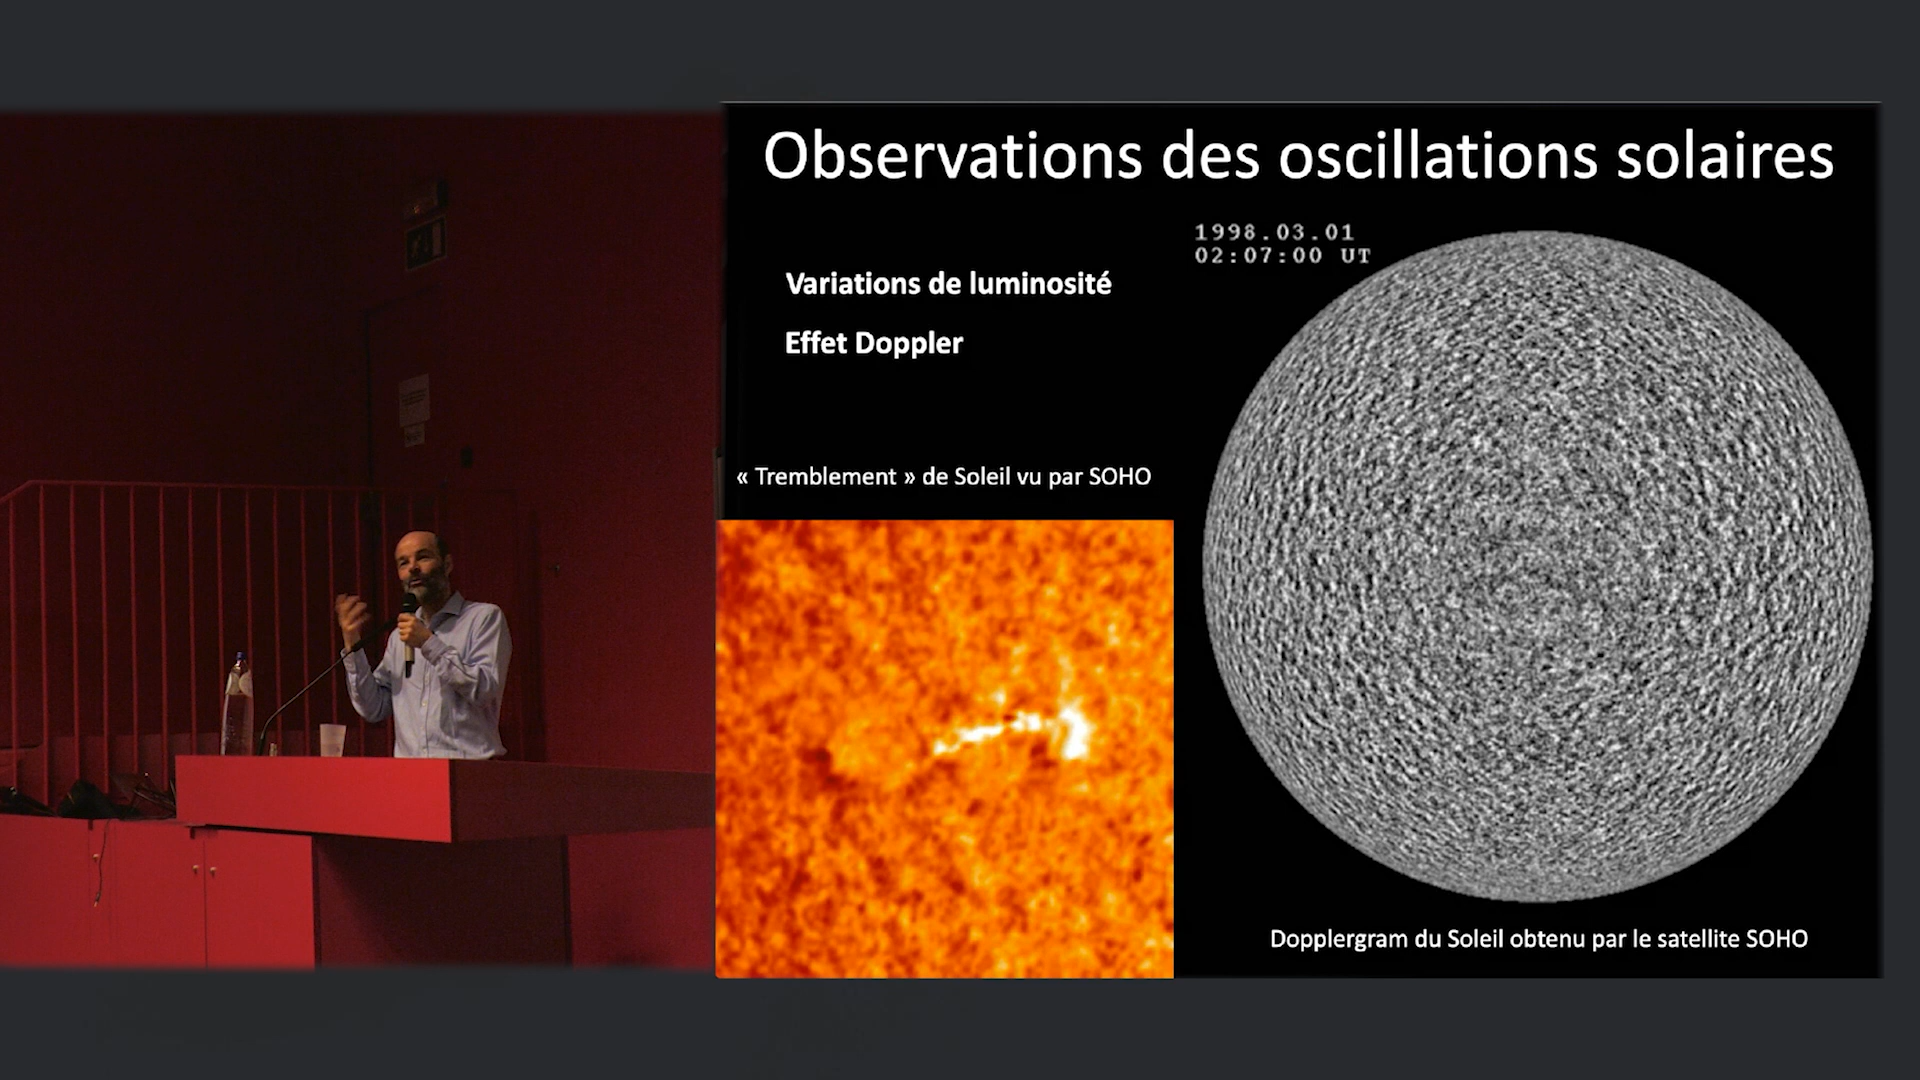 Observations des oscillations solaires
1998.03.01
02:07:00 UT
Variations de luminosité
Effet Doppler
« Tremblement » de Soleil vu par SOHO
Dopplergram du Soleil obtenu par le satellite SOHO